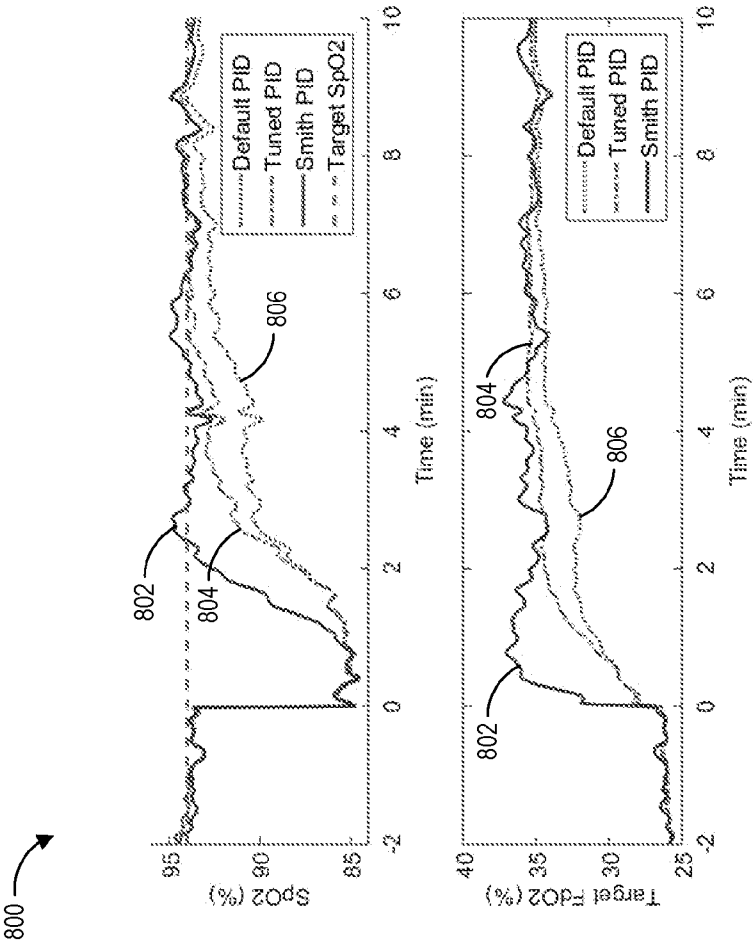 800
95
90
85
SpO2 (%)
-2
0
2
4
6
8
10
Time (min)
802
804
806
Default PID
Tuned PID
Smith PID
Target SpO2
40
35
30
25
Target FdO2 (%)
-2
0
2
4
6
8
10
Time (min)
802
804
806
Default PID
Tuned PID
Smith PID